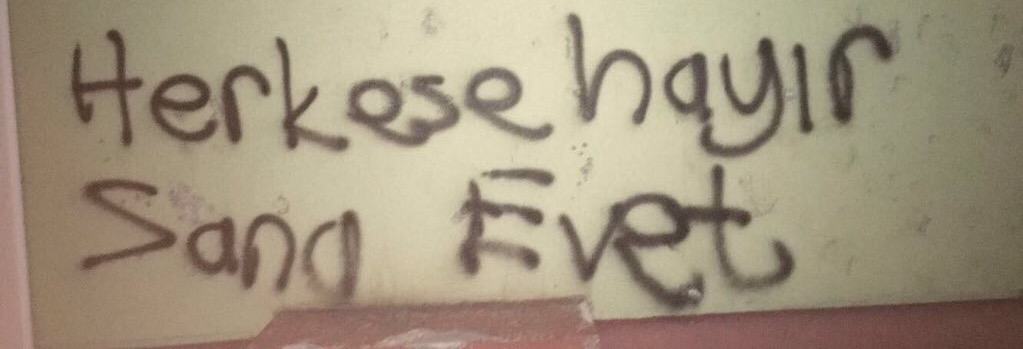 Herkese hayır
Sana Evet